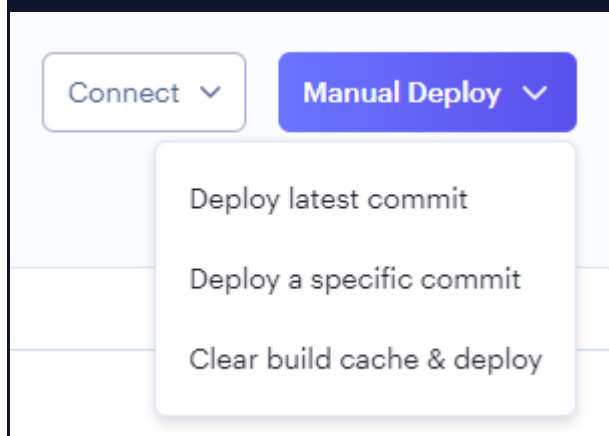 Connect
Manual Deploy
Deploy latest commit
Deploy a specific commit
Clear build cache & deploy